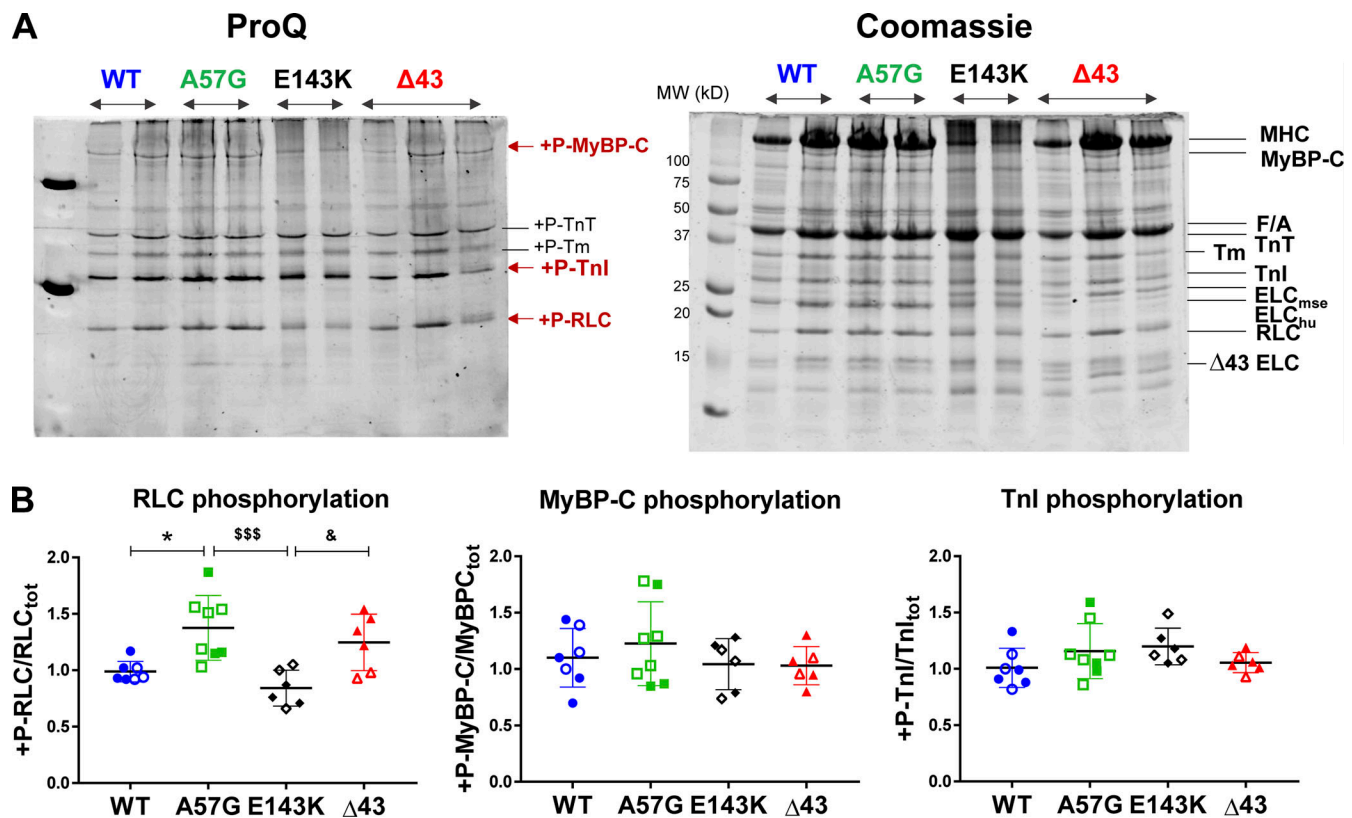 A
ProQ
Coomassie
WT A57G E143K Δ43
+P-MyBP-C
+P-TnT
+P-Tm
+P-TnI
+P-RLC
MW (kD)
WT A57G E143K Δ43
100
75
50
37
25
20
15
MHC
MyBP-C
F/A
TnT
Tm
TnI
ELCmse
ELChu
RLC
Δ43 ELC
B
RLC phosphorylation
* $$$ &
+P-RLC/RLCtot
2.0
1.5
1.0
0.5
0.0
WT A57G E143K Δ43
MyBP-C phosphorylation
+P-MyBP-C/MyBPCtot
2.0
1.5
1.0
0.5
0.0
WT A57G E143K Δ43
TnI phosphorylation
+P-TnI/TnItot
2.0
1.5
1.0
0.5
0.0
WT A57G E143K Δ43